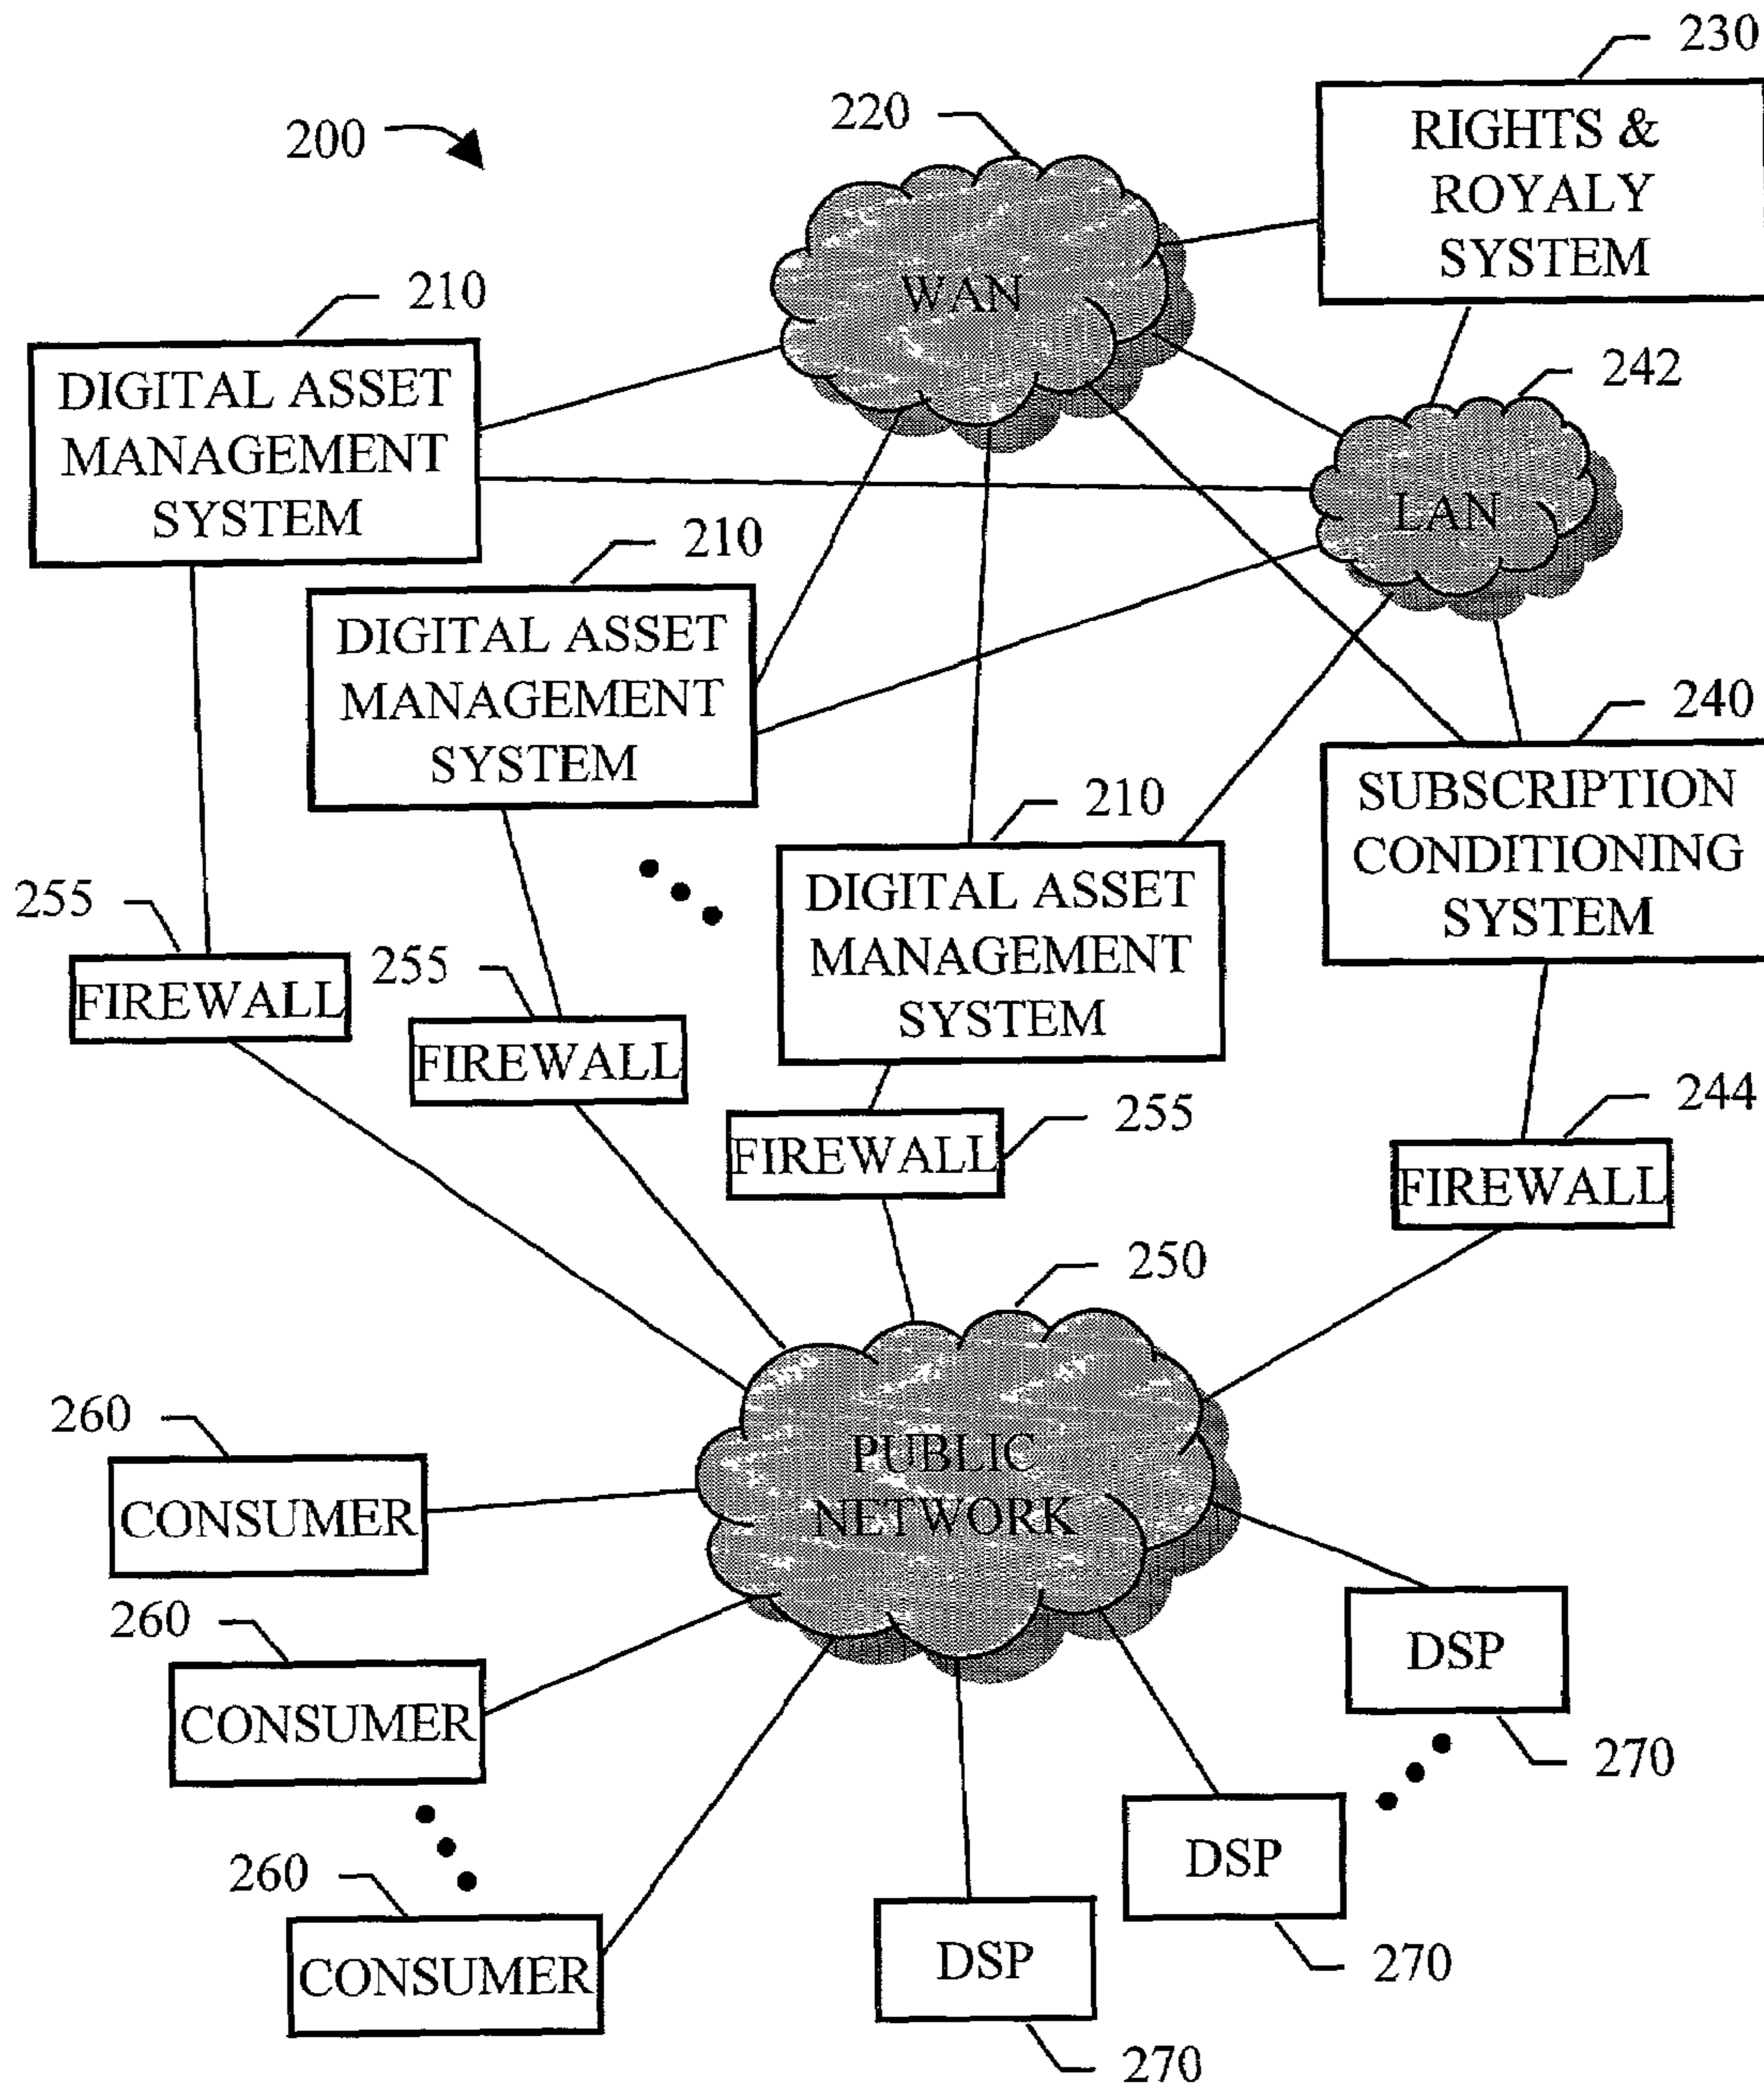 230
220
200
RIGHTS &
ROYALY
SYSTEM
WAN
210
242
DIGITAL ASSET
MANAGEMENT
SYSTEM
LAN
210
DIGITAL ASSET
MANAGEMENT
SYSTEM
240
210
SUBSCRIPTION
CONDITIONING
SYSTEM
DIGITAL ASSET
MANAGEMENT
SYSTEM
255
FIREWALL
255
FIREWALL
244
255
FIREWALL
FIREWALL
250
PUBLIC
NETWORK
260
CONSUMER
260
CONSUMER
260
CONSUMER
DSP
270
DSP
270
DSP
270